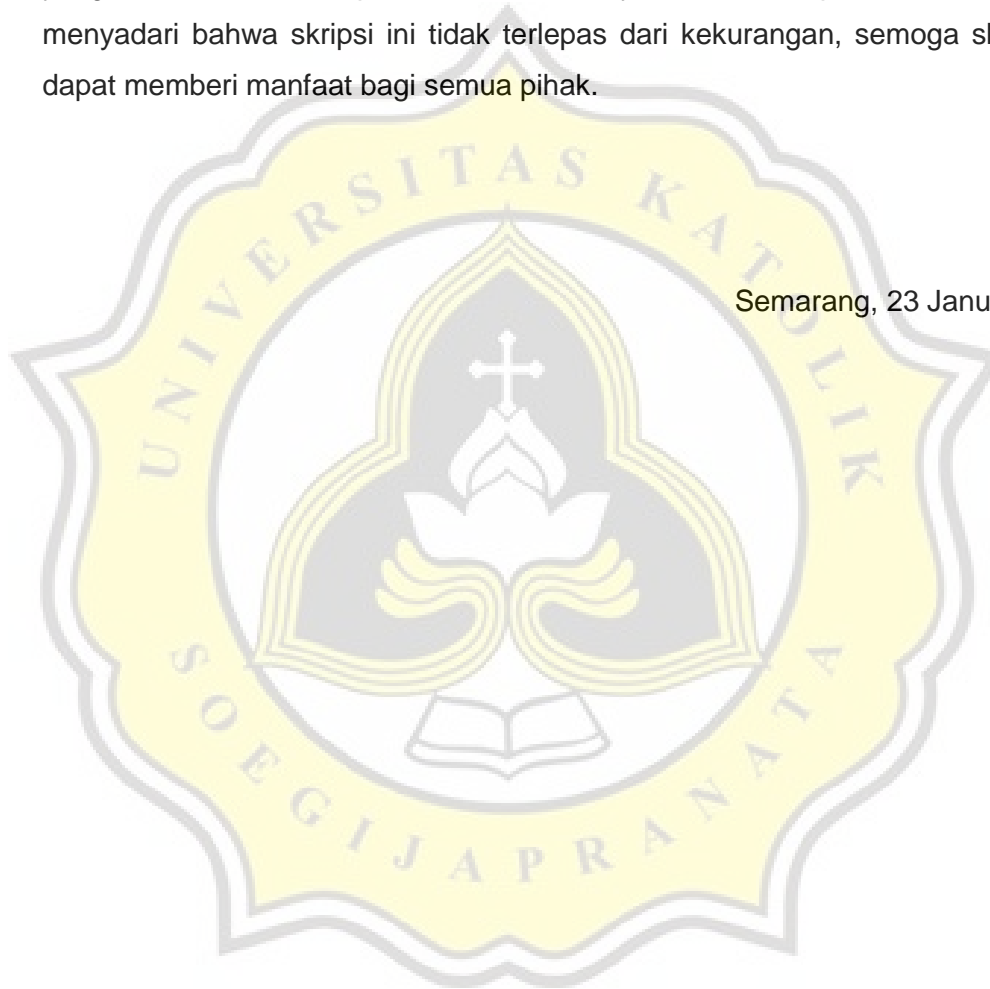 menyadari bahwa skripsi ini tidak terlepas dari kekurangan, semoga
dapat memberi manfaat bagi semua pihak.
UNIVERSITAS KATOLIK
Semarang, 23 Janu
SOEGIJAPRANATA